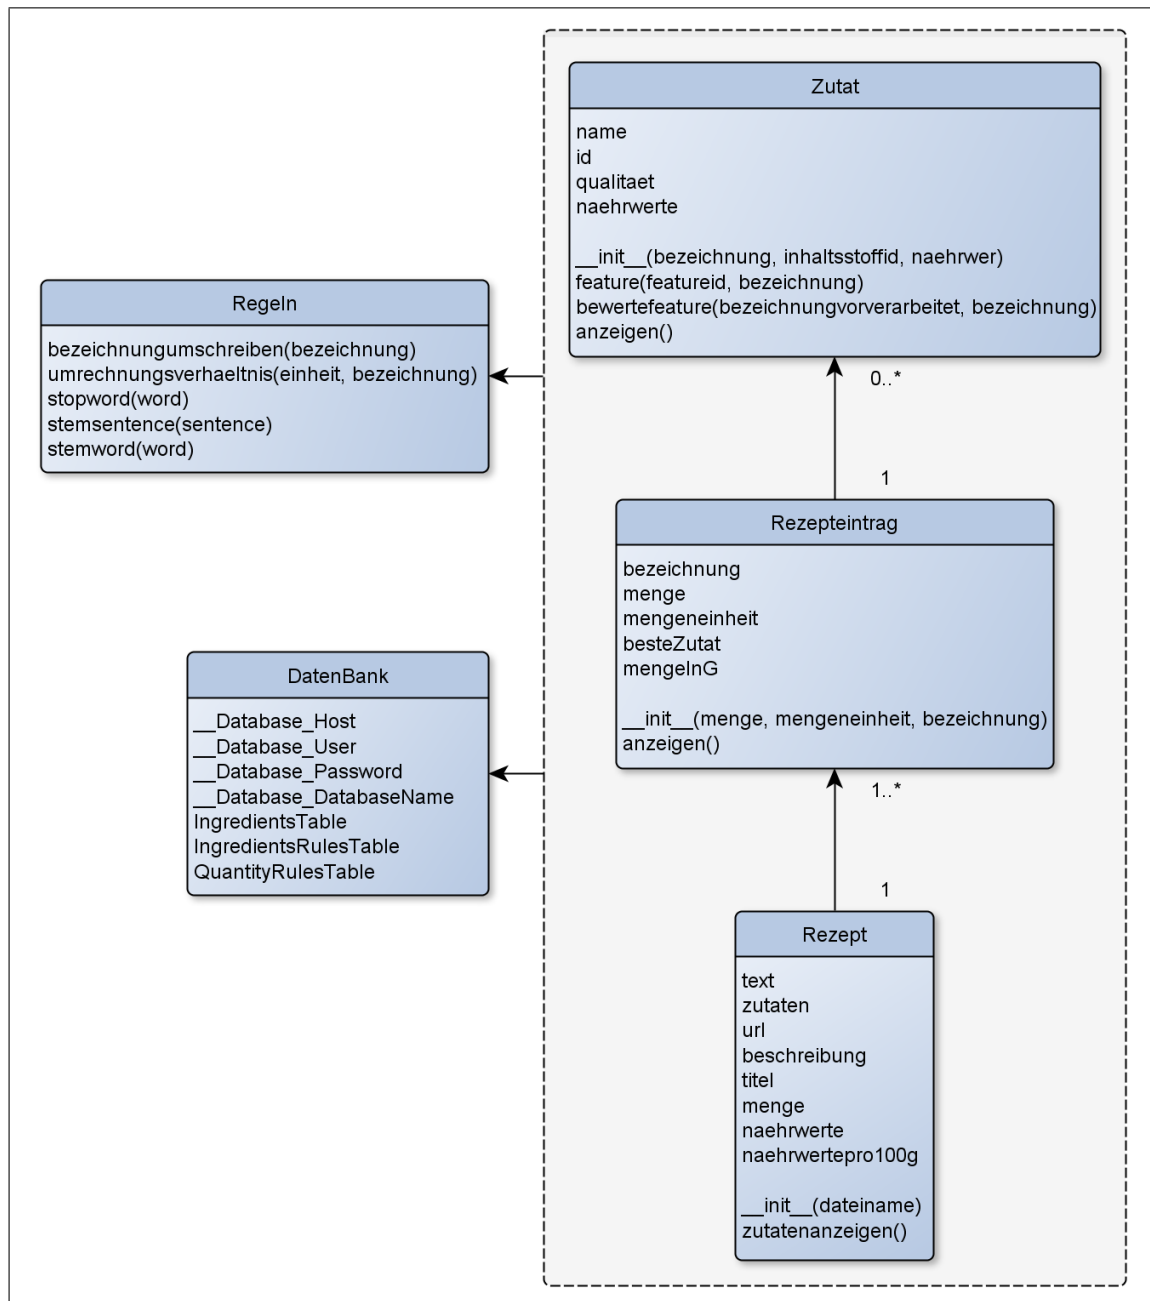 Zutat
name
id
qualitaet
naehrwerte
__init__(bezeichnung, inhaltsstoffid, naehrwer)
feature(featureid, bezeichnung)
bewertefeature(bezeichnungvorverarbeitet, bezeichnung)
anzeigen()
0..*
1
Regeln
bezeichnungumschreiben(bezeichnung)
umrechnungsverhaeltnis(einheit, bezeichnung)
stopword(word)
stemsentence(sentence)
stemword(word)
Rezepteintrag
bezeichnung
menge
mengeneinheit
besteZutat
mengeInG
__init__(menge, mengeneinheit, bezeichnung)
anzeigen()
1..*
1
DatenBank
__Database_Host
__Database_User
__Database_Password
__Database_DatabaseName
IngredientsTable
IngredientsRulesTable
QuantityRulesTable
Rezept
text
zutaten
url
beschreibung
titel
menge
naehrwerte
naehrwertepro100g
__init__(dateiname)
zutatenanzeigen()